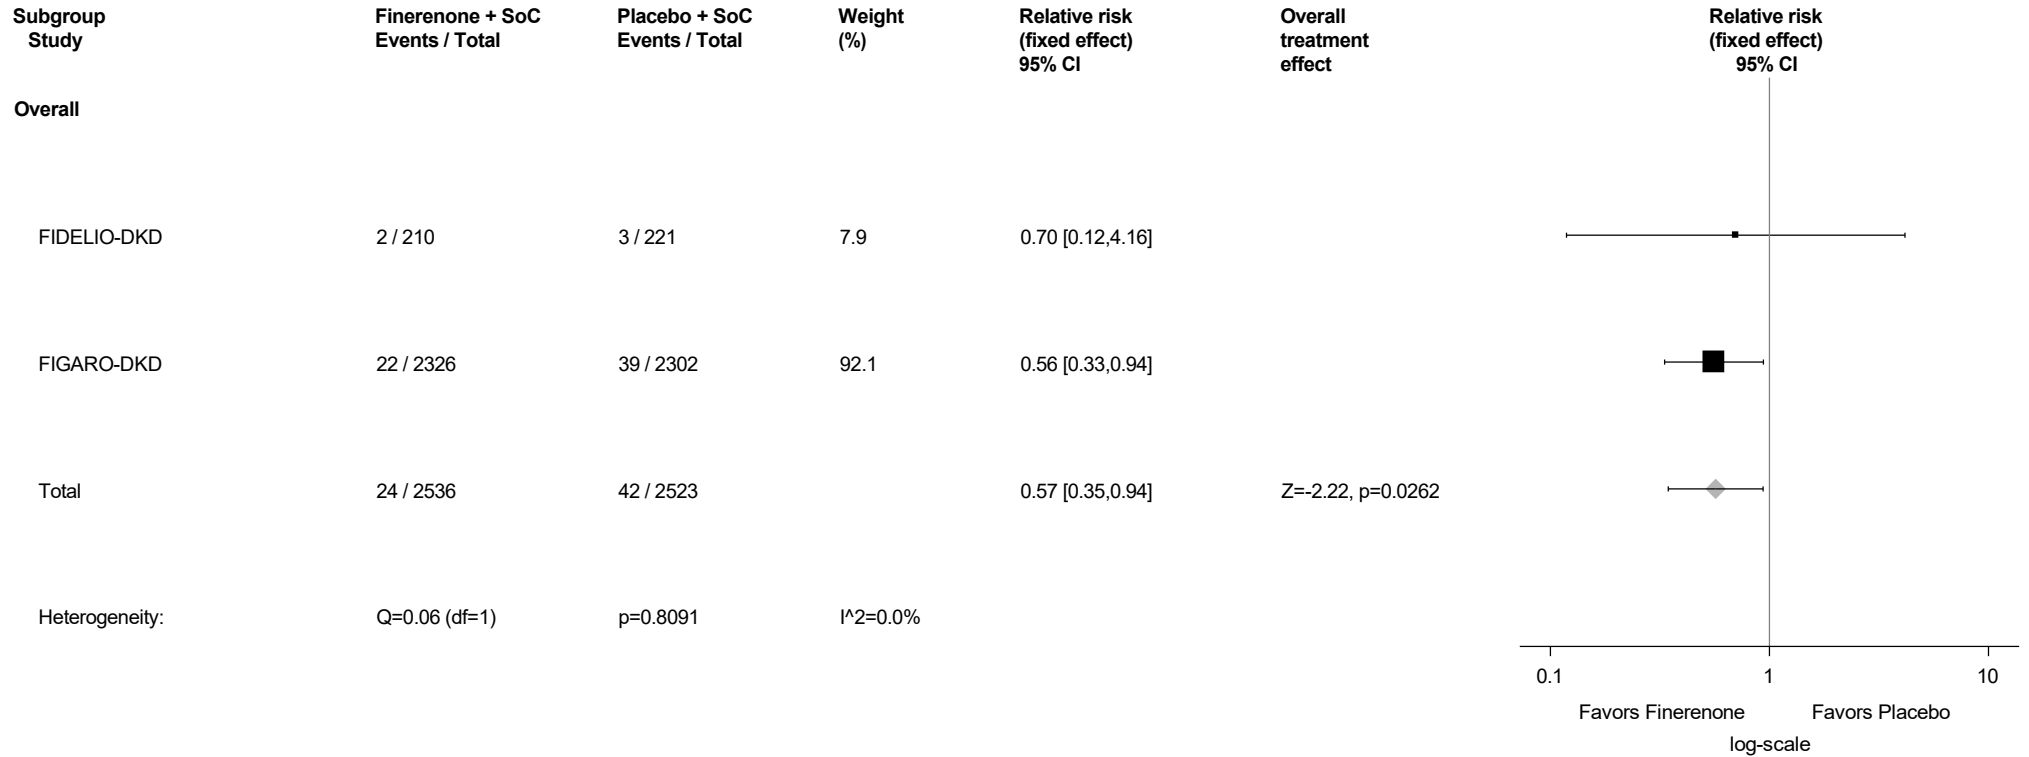 Subgroup Finerenone + SoC Placebo + SoC Weight Relative risk Overall Relative risk
Study Events / Total Events / Total (%) (fixed effect) treatment (fixed effect)
95% CI effect 95% CI
Overall
FIDELIO-DKD 2 / 210 3 / 221 7.9 0.70 [0.12,4.16]
FIGARO-DKD 22 / 2326 39 / 2302 92.1 0.56 [0.33,0.94]
Total 24 / 2536 42 / 2523 0.57 [0.35,0.94] Z=-2.22, p=0.0262
Heterogeneity: Q=0.06 (df=1) p=0.8091 I^2=0.0%
0.1 1 10
Favors Finerenone Favors Placebo
log-scale